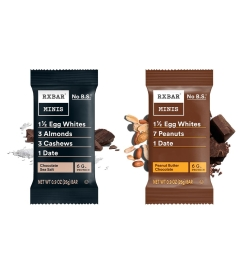 RXBAR
No B.S.
MINIS
1½ Egg Whites
3 Almonds
3 Cashews
1 Date
Chocolate
Sea Salt
6 G.
NET WT 0.9 OZ (26g) BAR
RXBAR
No B.S.
MINIS
1½ Egg Whites
7 Peanuts
1 Date
Peanut Butter
Chocolate
6 G.
NET WT 0.9 OZ (26g) BAR